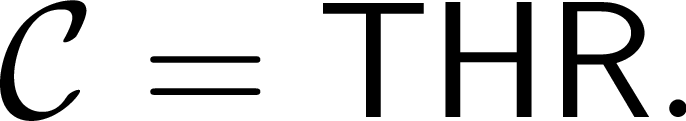 𝒞 = THR.